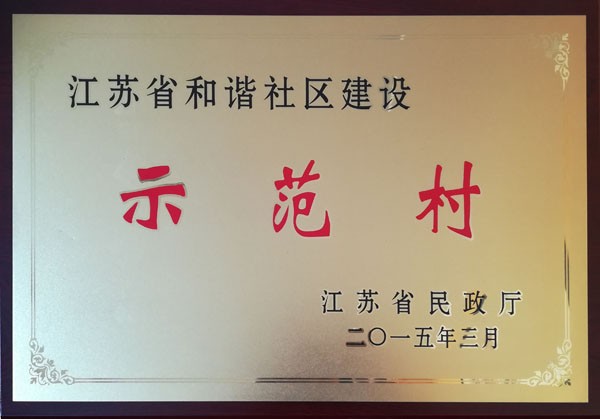 江苏省和谐社区建设
示范村
江苏省民政厅
二〇一五年三月